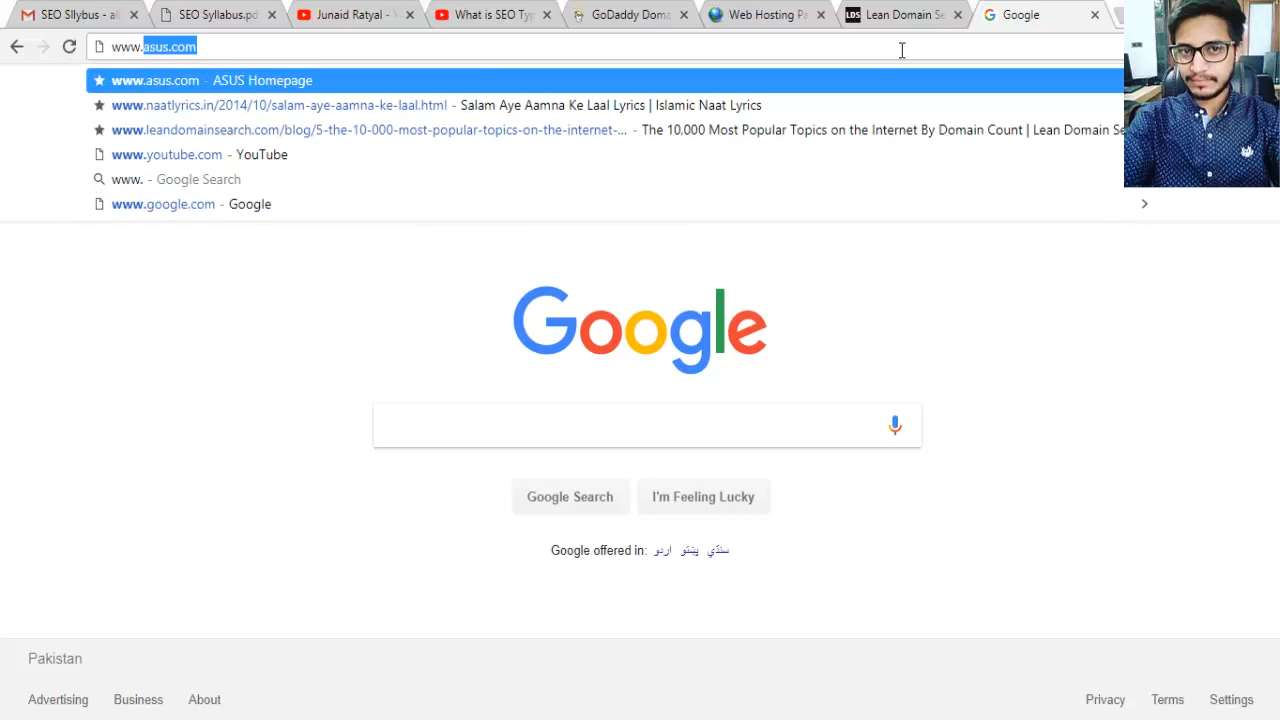 SEO Sllybus - ali
SEO Syllabus.pd
Junaid Ratyal -
What is SEO Ty
GoDaddy Doma
Web Hosting Pa
LDS Lean Domain Se
Google
www.asus.com
www.asus.com - ASUS Homepage
www.naatlyrics.in/2014/10/salam-aye-aamna-ke-laal.html - Salam Aye Aamna Ke Laal Lyrics | Islamic Naat Lyrics
www.leandomainsearch.com/blog/5-the-10-000-most-popular-topics-on-the-internet-... - The 10,000 Most Popular Topics on the Internet By Domain Count | Lean Domain Se
www.youtube.com - YouTube
www. - Google Search
www.google.com - Google
Google
Google Search
I'm Feeling Lucky
Google offered in: اردو پښتو سنڌي
Pakistan
Advertising Business About
Privacy Terms Settings